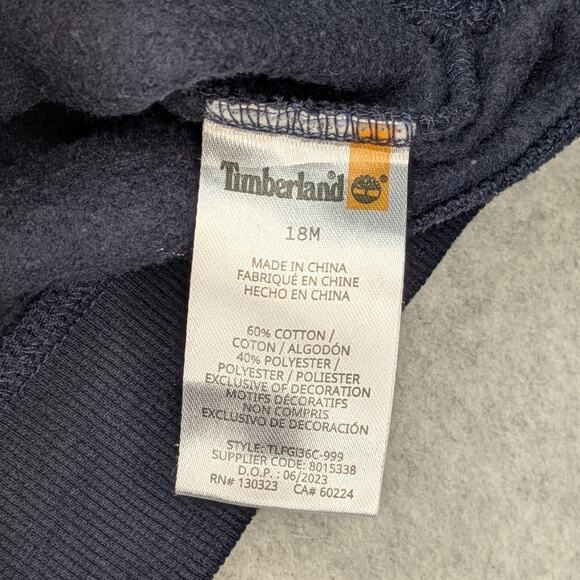 Timberland
18M
MADE IN CHINA
FABRIQUÉ EN CHINE
HECHO EN CHINA
60% COTTON /
COTON / ALGODÓN
40% POLYESTER /
POLYESTER / POLIESTER
EXCLUSIVE OF DECORATION
MOTIFS DÉCORATIFS
NON COMPRIS
EXCLUSIVO DE DECORACIÓN
STYLE: TLFGI36C-999
SUPPLIER CODE: 8015338
D.O.P. : 06/2023
RN# 130323 CA# 60224